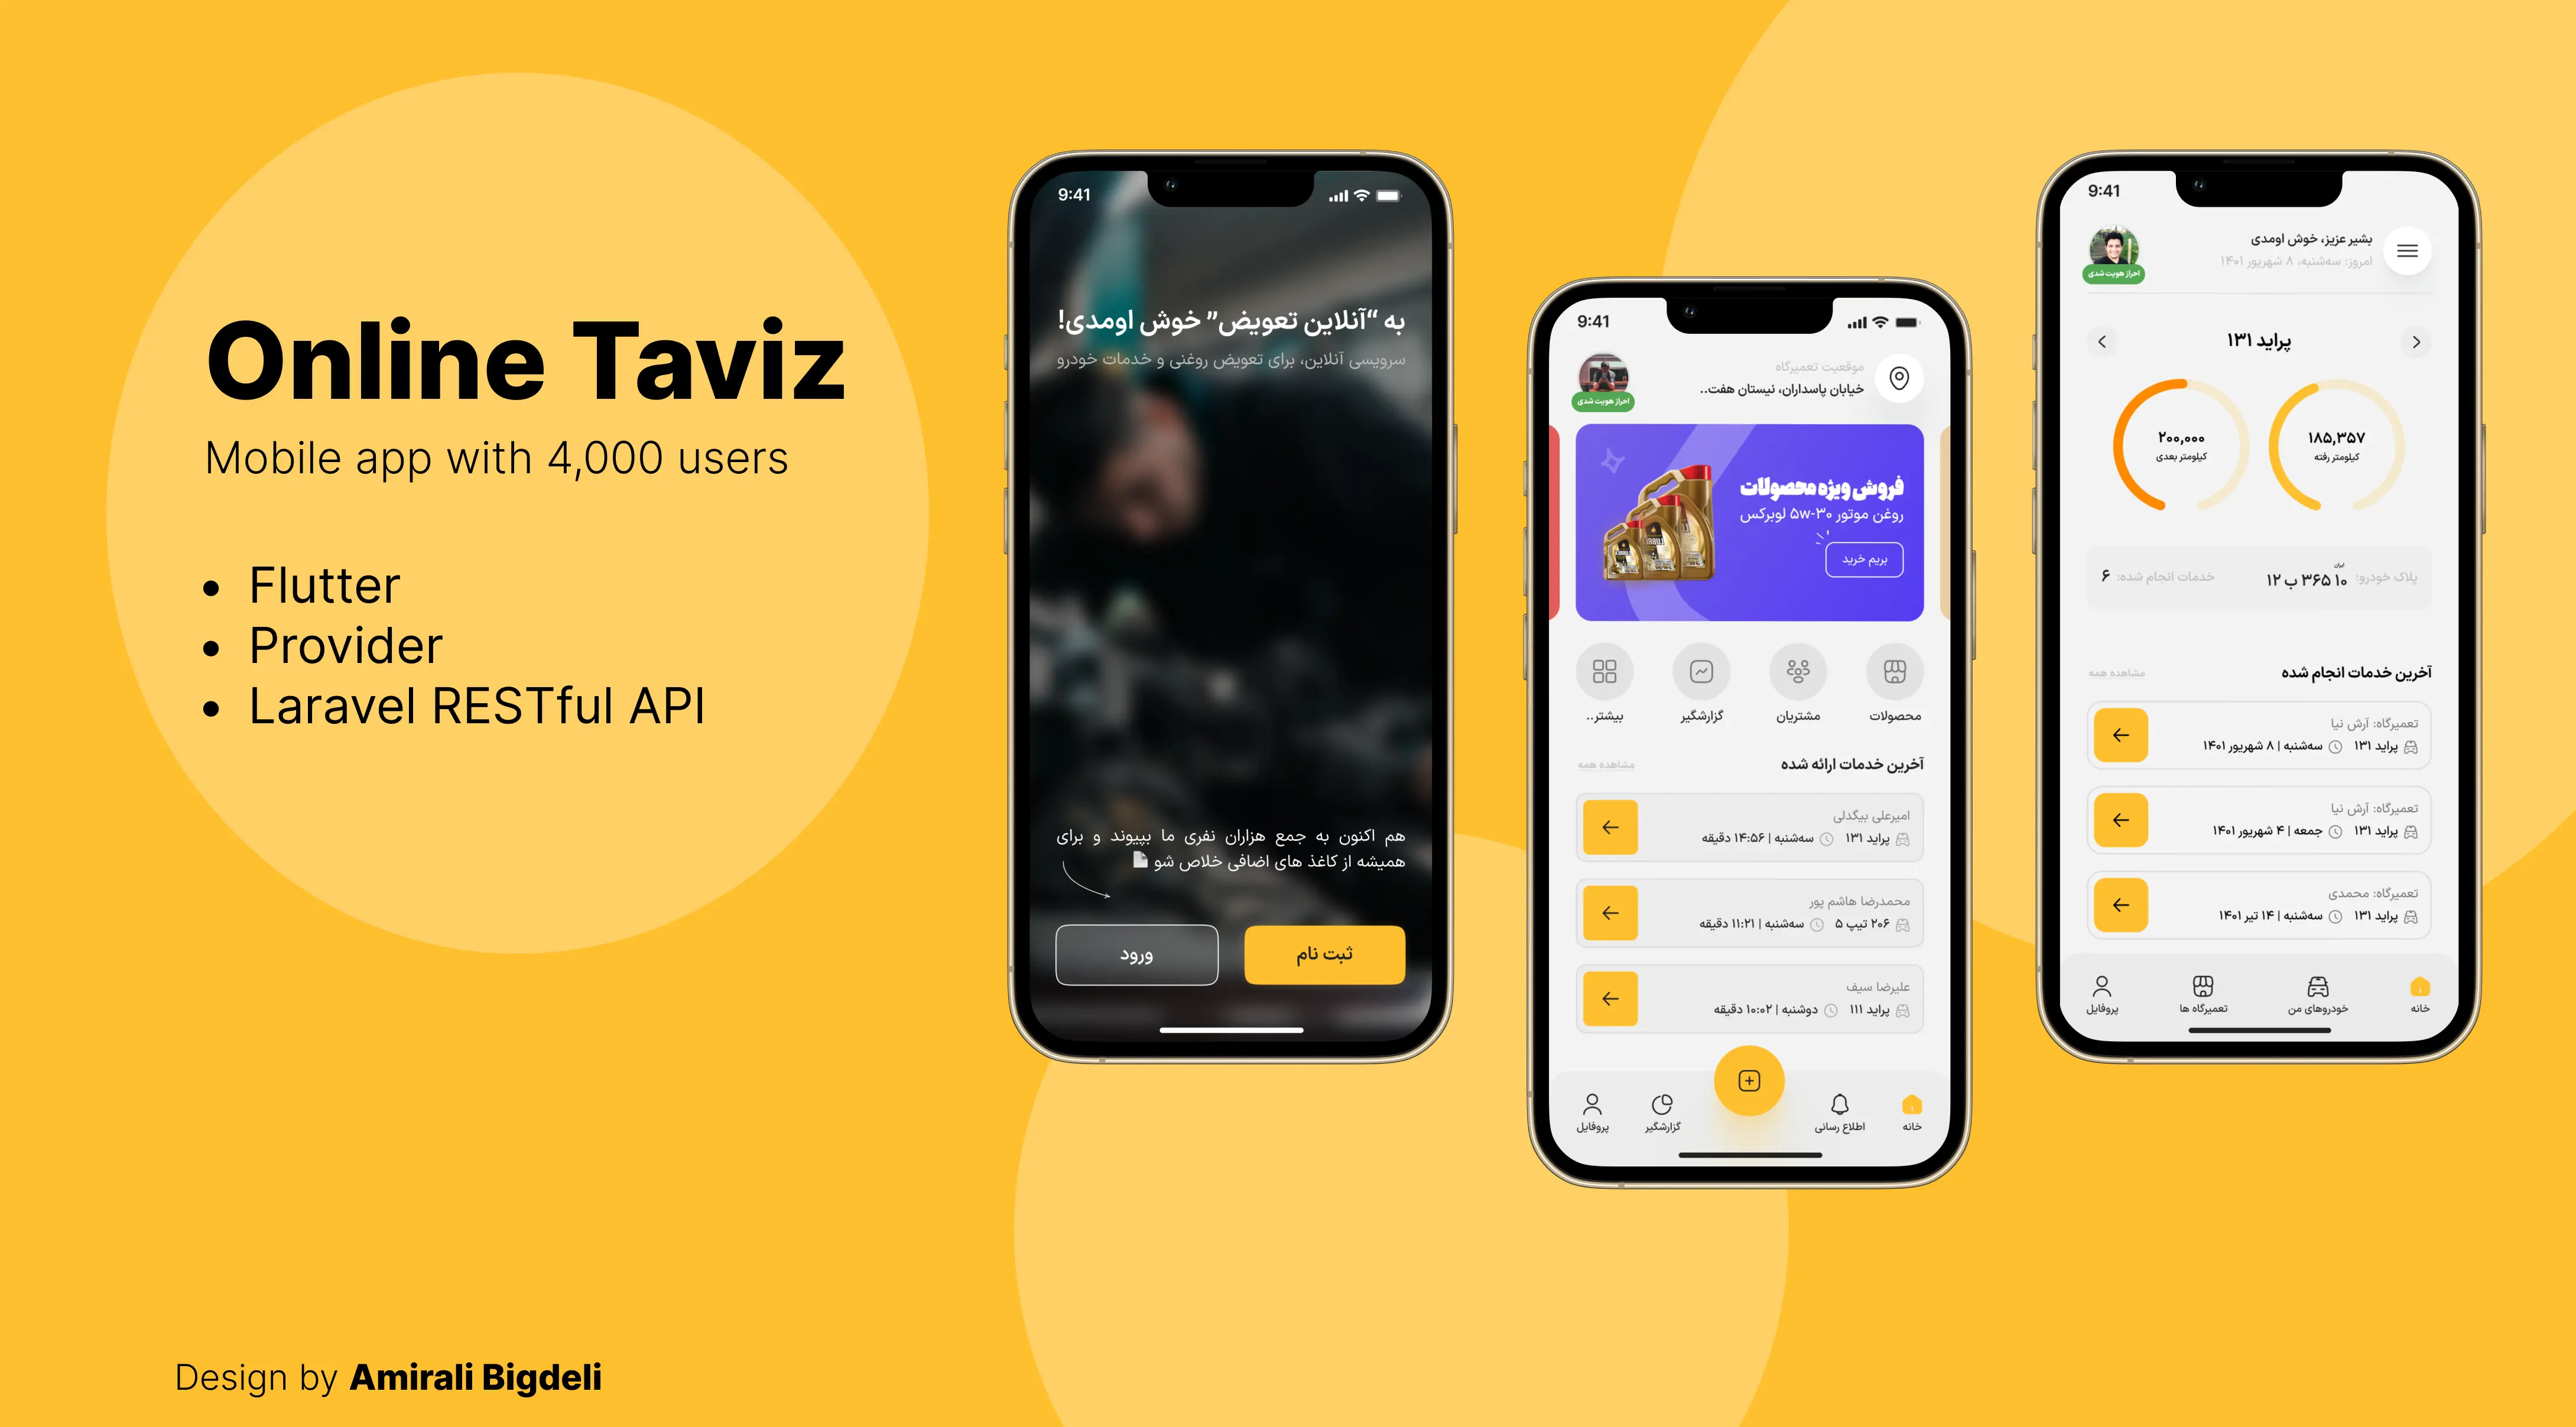 Online Taviz
Mobile app with 4,000 users
• Flutter
• Provider
• Laravel RESTful API
Design by Amirali Bigdeli
9:41
به “آنلاین تعویض” خوش اومدی!
سرویسی آنلاین، برای تعویض روغنی و خدمات خودرو
هم اکنون به جمع هزاران نفری ما بپیوند و برای
همیشه از کاغذ های اضافی خلاص شو
ثبت نام
ورود
9:41
موقعیت تعمیرگاه
خیابان پاسداران، نیستان هفت..
احراز هویت شدی
فروش ویژه محصولات
روغن موتور ۵w-۳۰ لوبرکس
بریم خرید
محصولات
مشتریان
گزارشگیر
بیشتر..
آخرین خدمات ارائه شده
مشاهده همه
امیرعلی بیگدلی
پراید ۱۳۱ سه‌شنبه | ۱۴:۵۶ دقیقه
محمدرضا هاشم پور
۲۰۶ تیپ ۵ سه‌شنبه | ۱۱:۲۱ دقیقه
علیرضا سیف
پراید ۱۱۱ دوشنبه | ۱۰:۰۲ دقیقه
خانه
اطلاع رسانی
گزارشگیر
پروفایل
9:41
بشیر عزیز، خوش اومدی
امروز: سه‌شنبه، ۸ شهریور ۱۴۰۱
احراز هویت شدی
پراید ۱۳۱
۱۸۵,۳۵۷
کیلومتر رفته
۲۰۰,۰۰۰
کیلومتر بعدی
پلاک خودرو: ایران ۱۰ ۳۶۵ ب ۱۲
خدمات انجام شده: ۶
آخرین خدمات انجام شده
مشاهده همه
تعمیرگاه: آرش نیا
پراید ۱۳۱ سه‌شنبه | ۸ شهریور ۱۴۰۱
تعمیرگاه: آرش نیا
پراید ۱۳۱ جمعه | ۴ شهریور ۱۴۰۱
تعمیرگاه: محمدی
پراید ۱۳۱ سه‌شنبه | ۱۴ تیر ۱۴۰۱
خانه
خودروهای من
تعمیرگاه ها
پروفایل